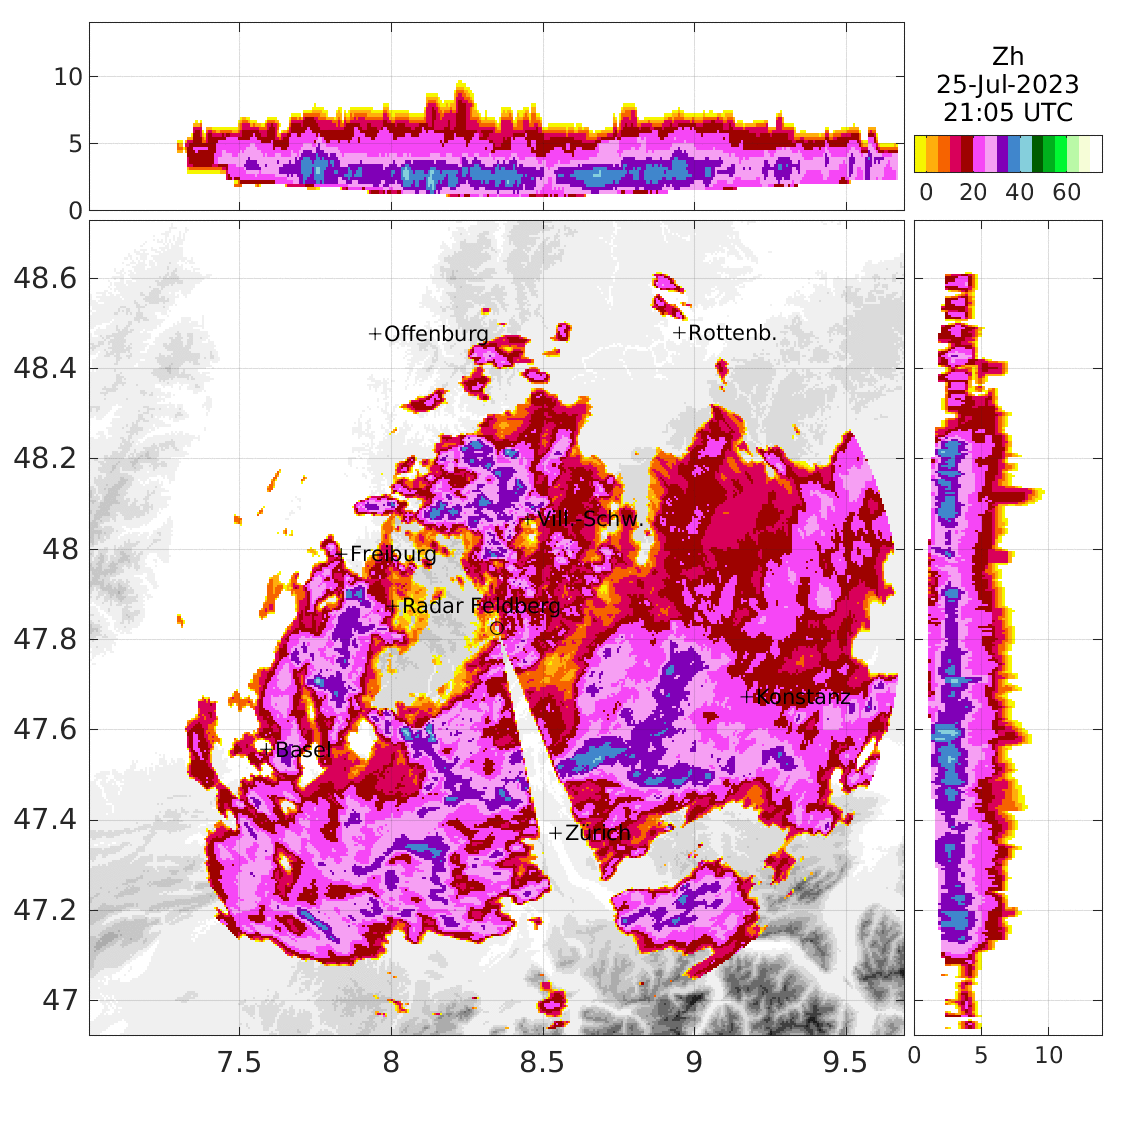 10
5
0
Zh
25-Jul-2023
21:05 UTC
0 20 40 60
48.6
48.4
48.2
48
47.8
47.6
47.4
47.2
47
+Offenburg
+Rottenb.
+Vill.-Schw.
+Freiburg
+Radar Feldberg
+Konstanz
+Basel
+Zürich
7.5 8 8.5 9 9.5
0 5 10